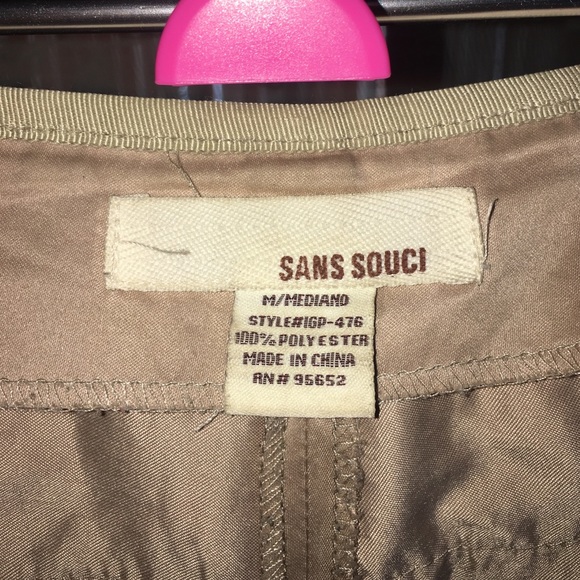 SANS SOUCI
M/MEDIANO
STYLE#IGP-476
100% POLYESTER
MADE IN CHINA
RN# 95652